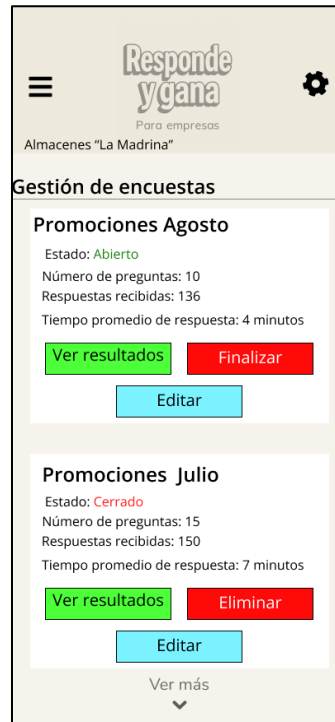 Responde
y gana
Para empresas
Almacenes “La Madrina”
Gestión de encuestas
Promociones Agosto
Estado: Abierto
Número de preguntas: 10
Respuestas recibidas: 136
Tiempo promedio de respuesta: 4 minutos
Ver resultados Finalizar
Editar
Promociones Julio
Estado: Cerrado
Número de preguntas: 15
Respuestas recibidas: 150
Tiempo promedio de respuesta: 7 minutos
Ver resultados Eliminar
Editar
Ver más